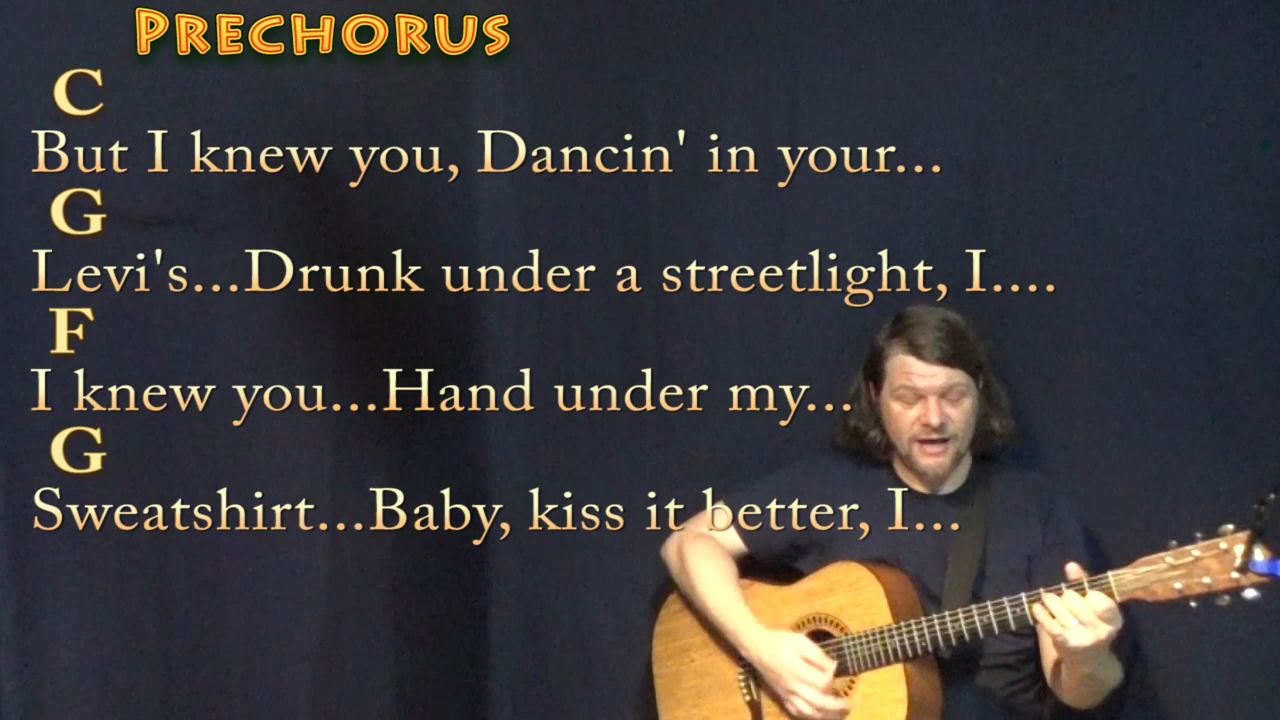 PRECHORUS
C
But I knew you, Dancin' in your...
G
Levi's...Drunk under a streetlight, I....
F
I knew you...Hand under my...
G
Sweatshirt...Baby, kiss it better, I...